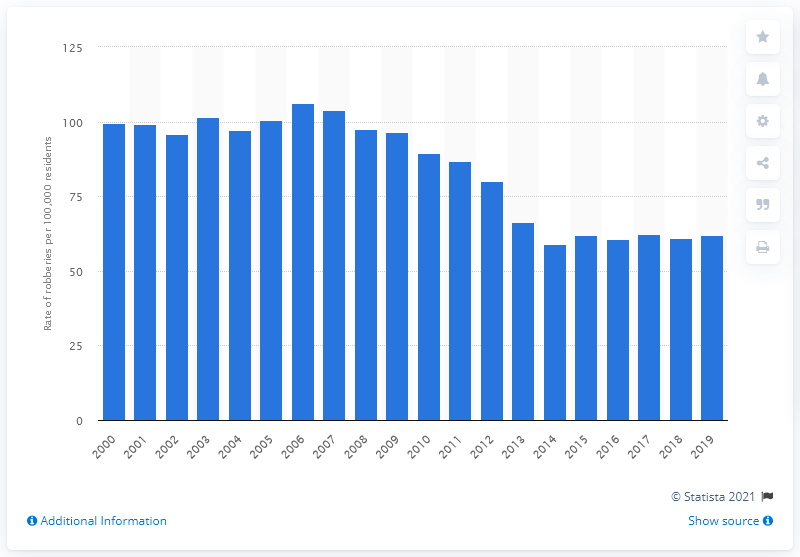 125
100
75
50
25
0
Rate of robberies per 100,000 residents
2000 2001 2002 2003 2004 2005 2006 2007 2008 2009 2010 2011 2012 2013 2014 2015 2016 2017 2018 2019
© Statista 2021
Additional Information
Show source